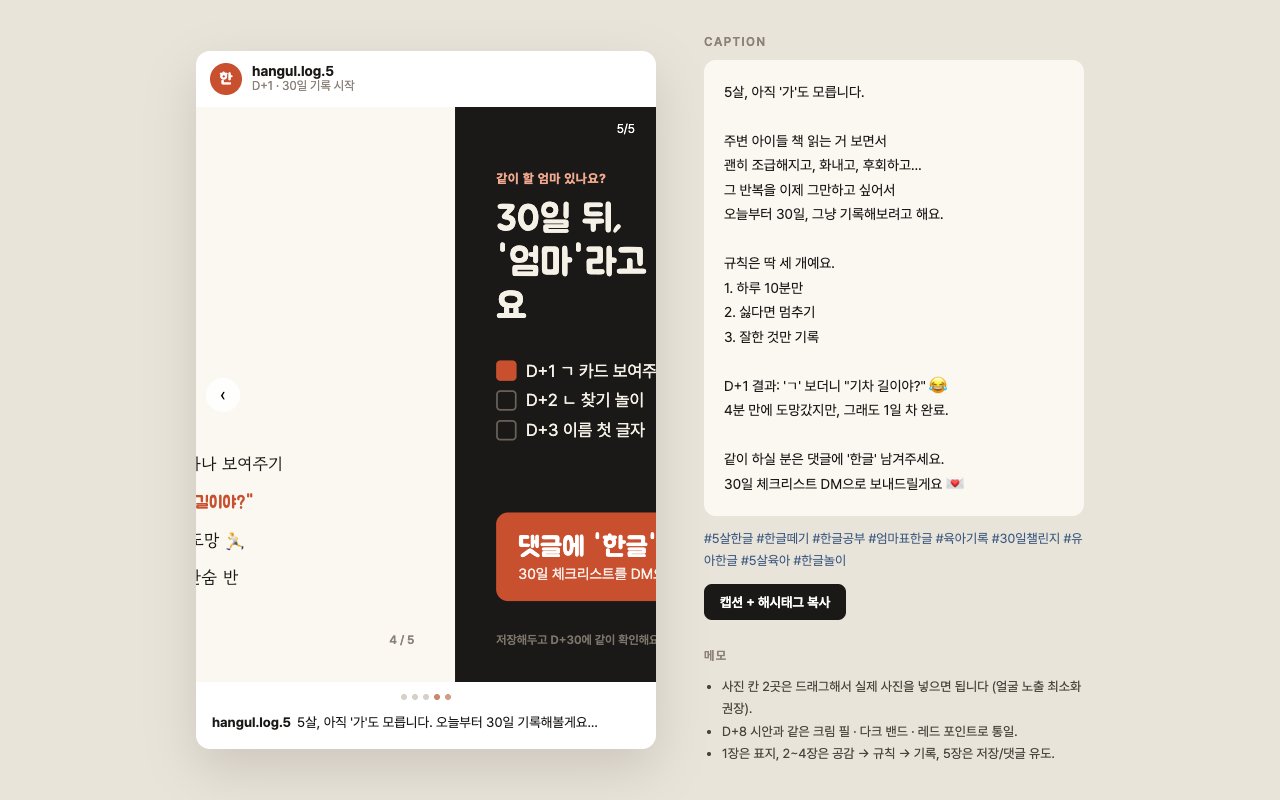 한
hangul.log.5
D+1 · 30일 기록 시작
나 보여주기
길이야?"
도망 🏃
한숨 반
4 / 5
5/5
같이 할 엄마 있나요?
30일 뒤,
'엄마'라고
요
D+1 ㄱ 카드 보여주
D+2 ㄴ 찾기 놀이
D+3 이름 첫 글자
댓글에 '한글'
30일 체크리스트를 DM
저장해두고 D+30에 같이 확인해요
hangul.log.5 5살, 아직 '가'도 모릅니다. 오늘부터 30일 기록해볼게요...
CAPTION
5살, 아직 '가'도 모릅니다.
주변 아이들 책 읽는 거 보면서
괜히 조급해지고, 화내고, 후회하고...
그 반복을 이제 그만하고 싶어서
오늘부터 30일, 그냥 기록해보려고 해요.
규칙은 딱 세 개예요.
1. 하루 10분만
2. 싫다면 멈추기
3. 잘한 것만 기록
D+1 결과: 'ㄱ' 보더니 "기차 길이야?" 😂
4분 만에 도망갔지만, 그래도 1일 차 완료.
같이 하실 분은 댓글에 '한글' 남겨주세요.
30일 체크리스트 DM으로 보내드릴게요 💌
#5살한글 #한글떼기 #한글공부 #엄마표한글 #육아기록 #30일챌린지 #유
아한글 #5살육아 #한글놀이
캡션 + 해시태그 복사
메모
• 사진 칸 2곳은 드래그해서 실제 사진을 넣으면 됩니다 (얼굴 노출 최소화
권장).
• D+8 시안과 같은 크림 필 · 다크 밴드 · 레드 포인트로 통일.
• 1장은 표지, 2~4장은 공감 → 규칙 → 기록, 5장은 저장/댓글 유도.